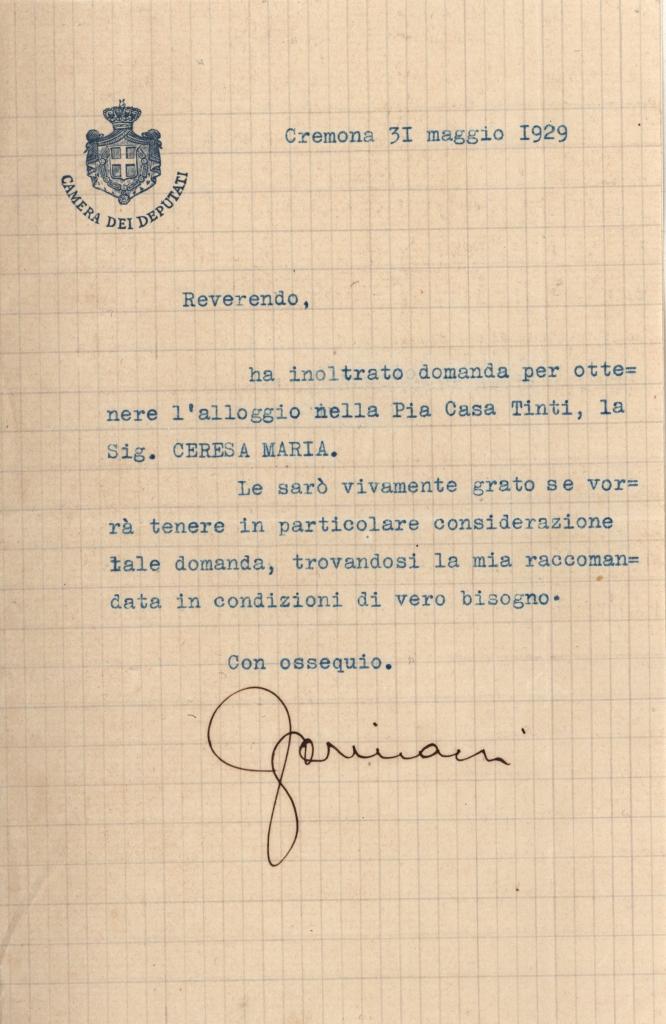 CAMERA DEI DEPUTATI
Cremona 31 maggio 1929
Reverendo,
ha inoltrato domanda per otte=
nere l'alloggio nella Pia Casa Tinti, la
Sig. CERESA MARIA.
Le sarò vivamente grato se vor=
rà tenere in particolare considerazione
tale domanda, trovandosi la mia raccoman=
data in condizioni di vero bisogno.
Con ossequio.
Farinacci